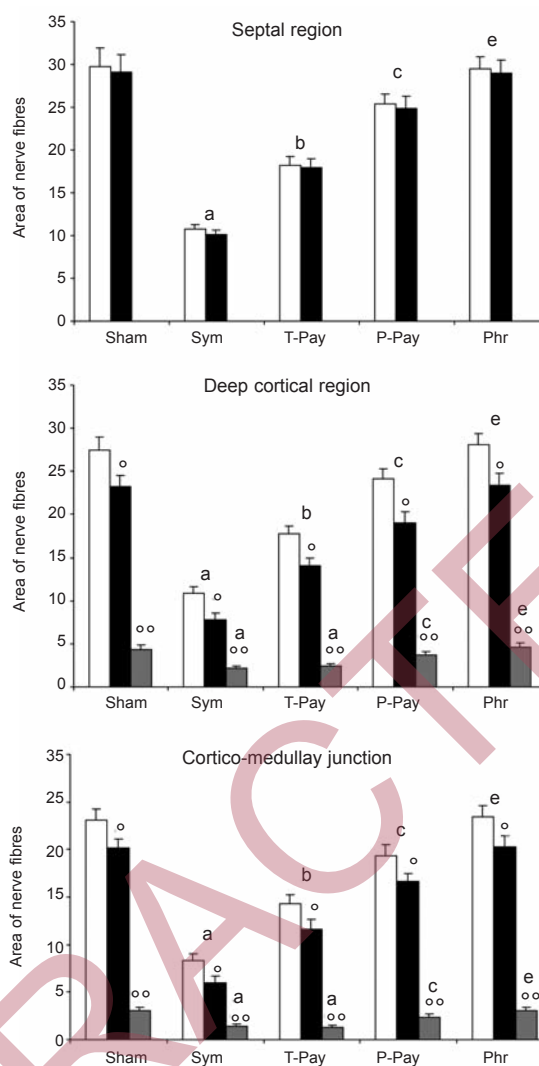 Septal region
Area of nerve fibres
35
30
25
20
15
10
5
0
a
b
c
e
Sham Sym T-Pay P-Pay Phr
Deep cortical region
Area of nerve fibres
35
30
25
20
15
10
5
0
° °°
a ° a °°
b ° a °°
c ° c °°
e ° e °°
Sham Sym T-Pay P-Pay Phr
Cortico-medullay junction
Area of nerve fibres
35
25
20
15
10
5
0
° °°
a ° a °°
b ° a °°
c ° c °°
e ° e °°
Sham Sym T-Pay P-Pay Phr
RACTE